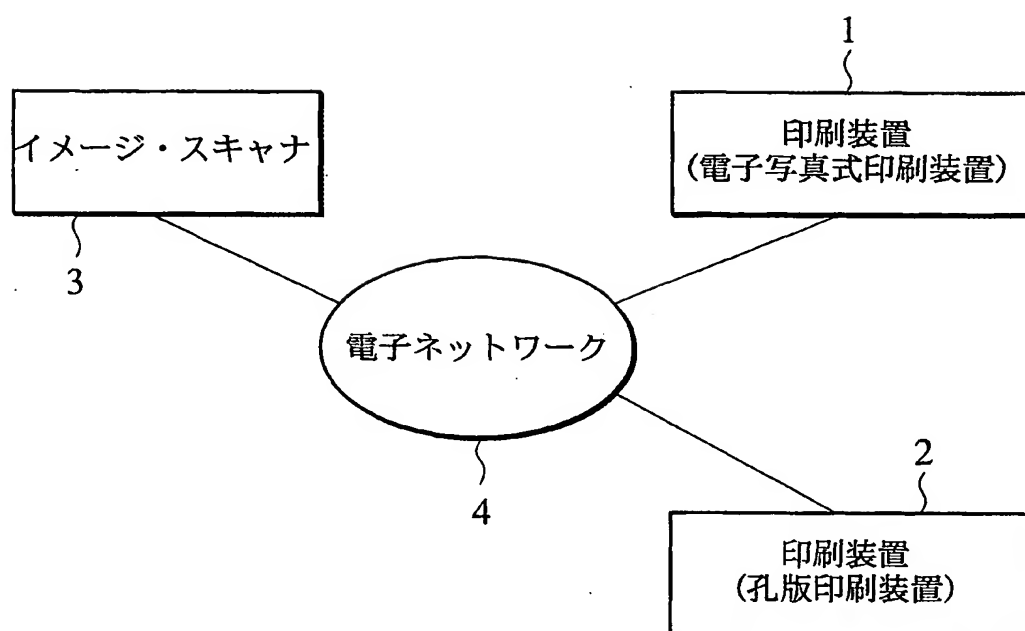 1
イメージ・スキャナ
印刷装置
(電子写真式印刷装置)
3
電子ネットワーク
4
2
印刷装置
(孔版印刷装置)